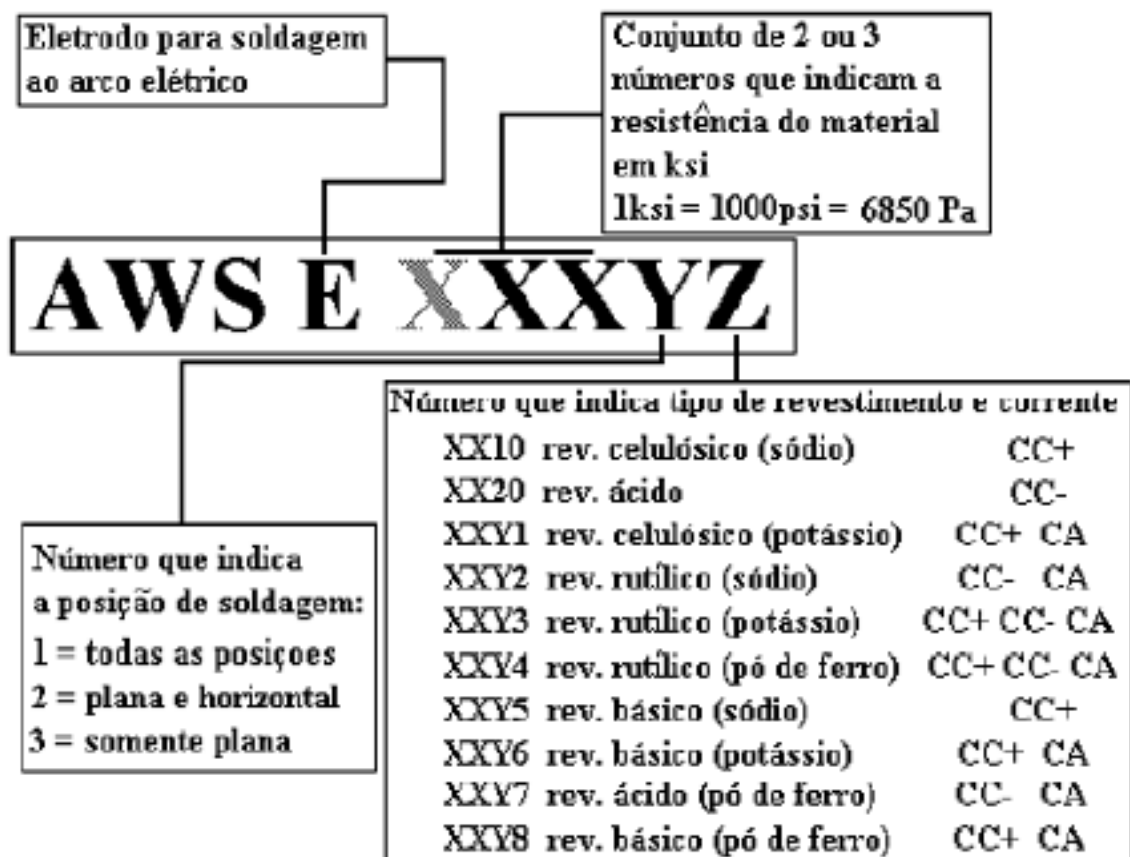 Eletrodo para soldagem
ao arco elétrico
Conjunto de 2 ou 3
números que indicam a
resistência do material
em ksi
1ksi = 1000psi = 6850 Pa
AWS E XXXYZ
Número que indica
a posição de soldagem:
1 = todas as posiçoes
2 = plana e horizontal
3 = somente plana
Número que indica tipo de revestimento e corrente
XX10 rev. celulósico (sódio) CC+
XX20 rev. ácido CC-
XXY1 rev. celulósico (potássio) CC+ CA
XXY2 rev. rutílico (sódio) CC- CA
XXY3 rev. rutílico (potássio) CC+ CC- CA
XXY4 rev. rutílico (pó de ferro) CC+ CC- CA
XXY5 rev. básico (sódio) CC+
XXY6 rev. básico (potássio) CC+ CA
XXY7 rev. ácido (pó de ferro) CC- CA
XXY8 rev. básico (pó de ferro) CC+ CA